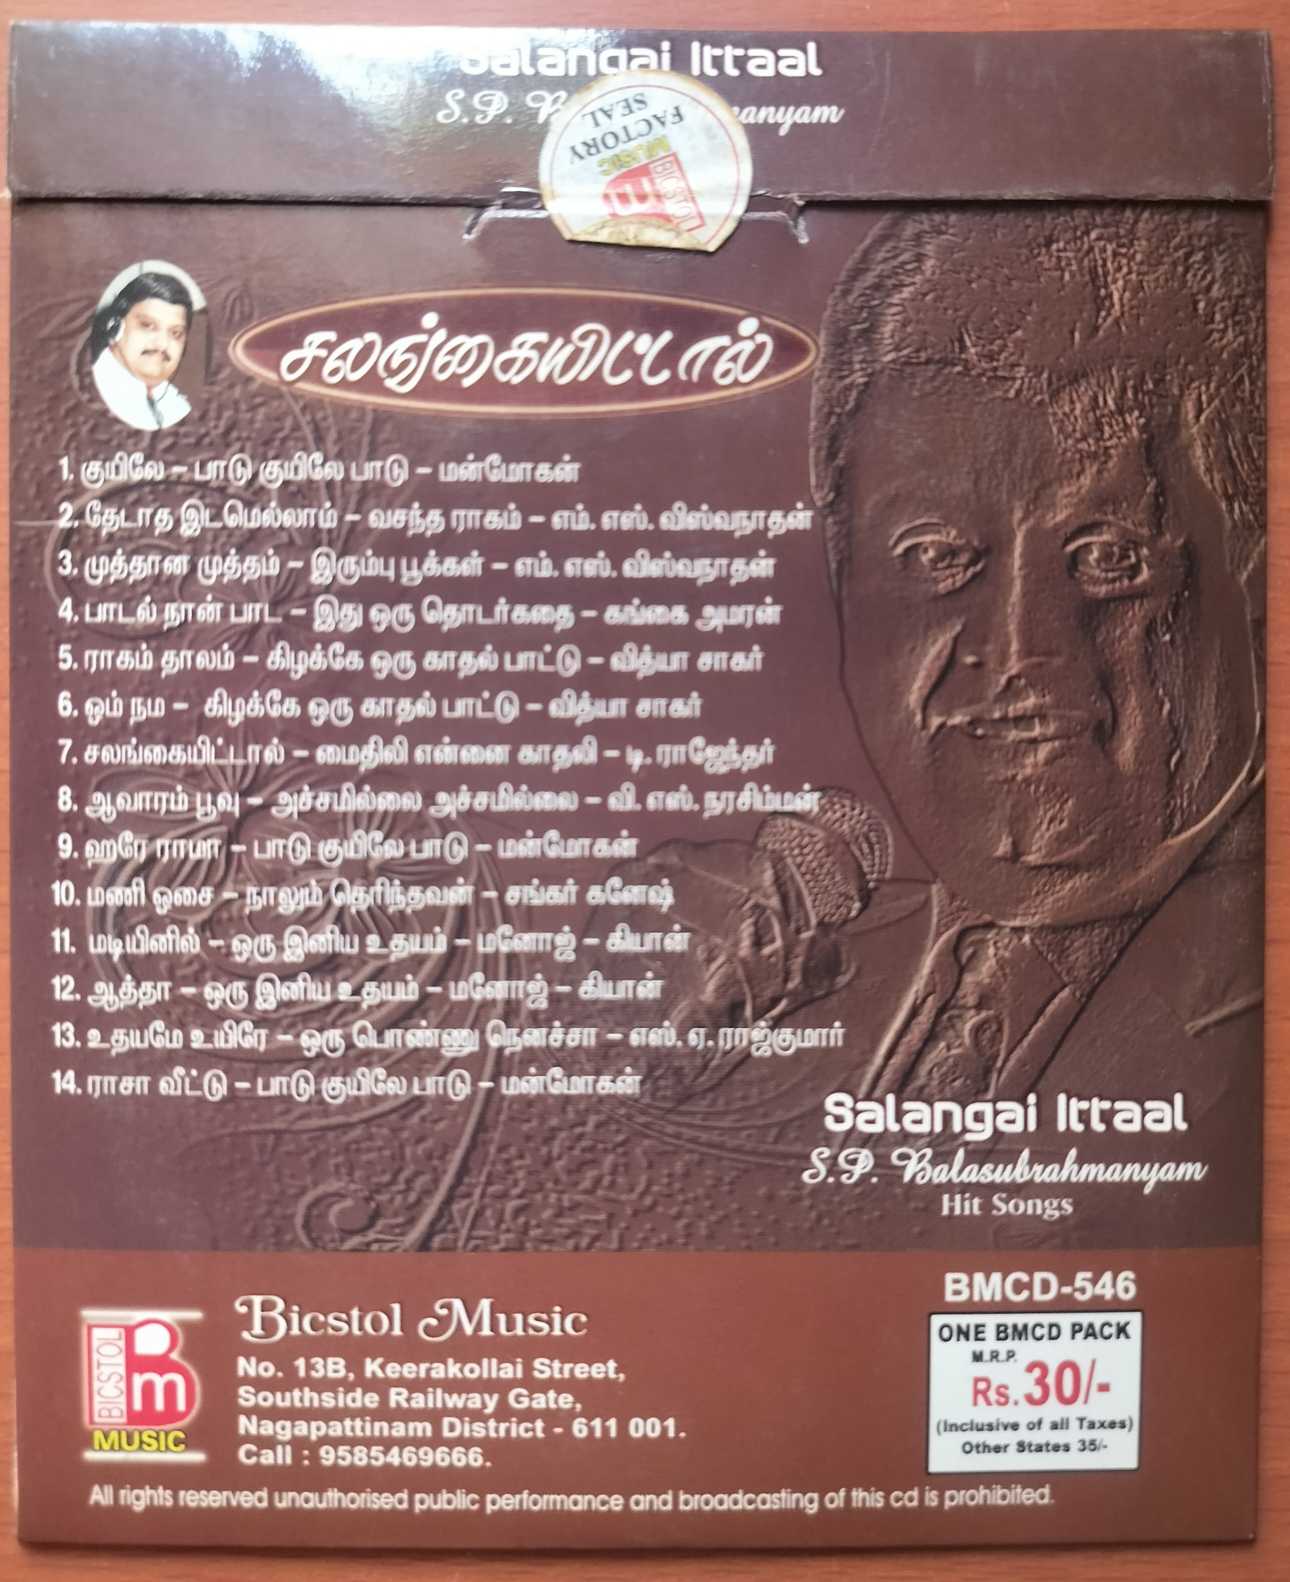 Salangai Ittaal
S.P.
FACTORY SEAL
BICSTOL
MUSIC
சலங்கையிட்டால்
1. குயிலே – பாடு குயிலே பாடு – மன்மோகன்
2. தேடாத இடமெல்லாம் – வசந்த ராகம் – எம். எஸ். விஸ்வநாதன்
3. முத்தான முத்தம் – இரும்பு பூக்கள் – எம். எஸ். விஸ்வநாதன்
4. பாடல் நான் பாட – இது ஒரு தொடர்கதை – கங்கை அமரன்
5. ராகம் தாலம் – கிழக்கே ஒரு காதல் பாட்டு – வித்யா சாகர்
6. ஓம் நம – கிழக்கே ஒரு காதல் பாட்டு – வித்யா சாகர்
7. சலங்கையிட்டால் – மைதிலி என்னை காதலி – டி. ராஜேந்தர்
8. ஆவாரம் பூவு – அச்சமில்லை அச்சமில்லை – வி. எஸ். நரசிம்மன்
9. ஹரே ராமா – பாடு குயிலே பாடு – மன்மோகன்
10. மணி ஓசை – நாலும் தெரிந்தவன் – சங்கர் கனேஷ்
11. மடியினில் – ஒரு இனிய உதயம் – மனோஜ் – கியான்
12. ஆத்தா – ஒரு இனிய உதயம் – மனோஜ் – கியான்
13. உதயமே உயிரே – ஒரு பொண்ணு நெனச்சா – எஸ். ஏ. ராஜ்குமார்
14. ராசா வீட்டு – பாடு குயிலே பாடு – மன்மோகன்
Salangai Ittaal
S.P. Balasubrahmanyam
Hit Songs
BMCD-546
ONE BMCD PACK
M.R.P.
Rs.30/-
(Inclusive of all Taxes)
Other States 35/-
BICSTOL
Bm
MUSIC
Bicstol Music
No. 13B, Keerakollai Street,
Southside Railway Gate,
Nagapattinam District - 611 001.
Call : 9585469666.
All rights reserved unauthorised public performance and broadcasting of this cd is prohibited.